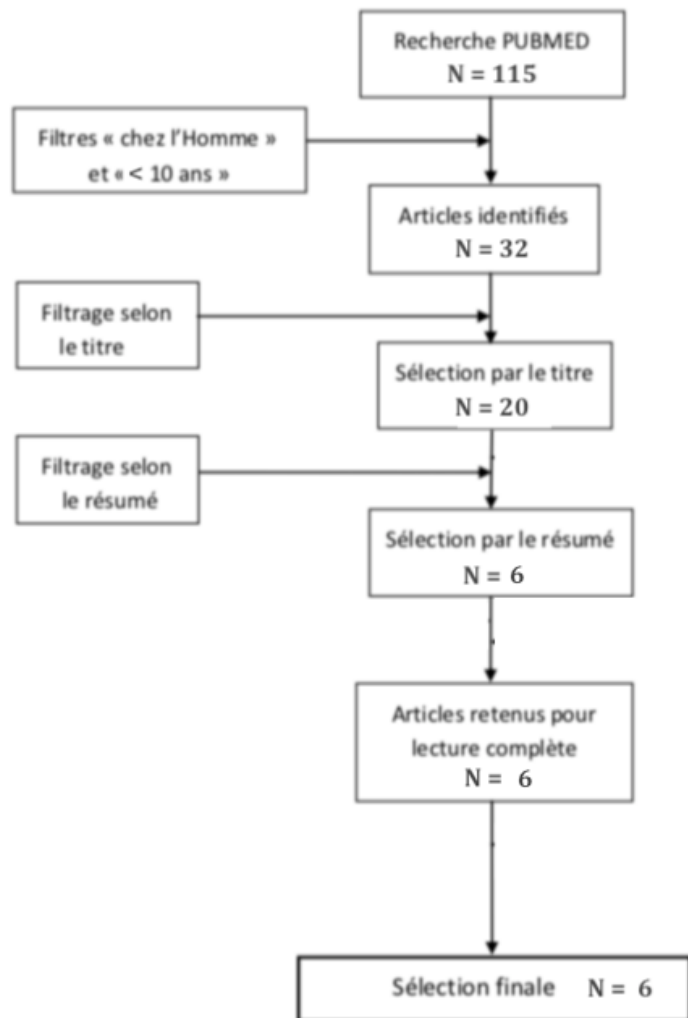 Recherche PUBMED
N = 115
Filtres « chez l'Homme »
et « < 10 ans »
Articles identifiés
N = 32
Filtrage selon
le titre
Sélection par le titre
N = 20
Filtrage selon
le résumé
Sélection par le résumé
N = 6
Articles retenus pour
lecture complète
N = 6
Sélection finale N = 6